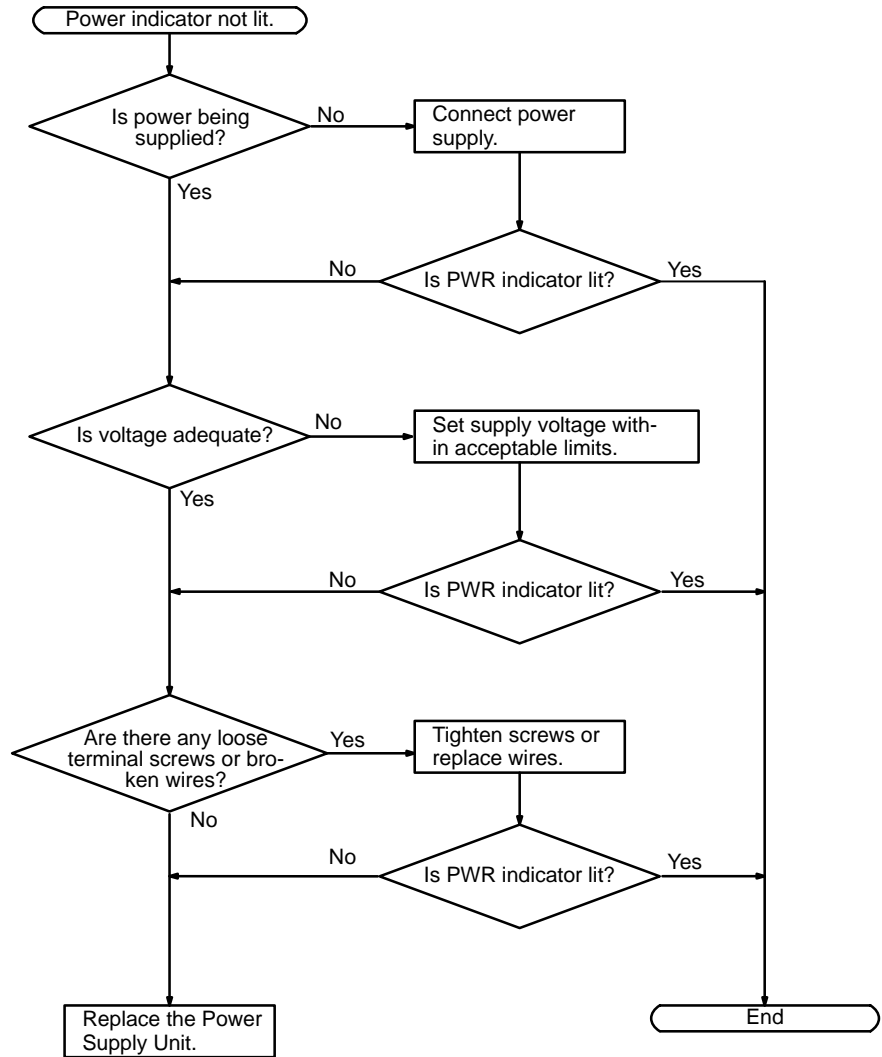 Power indicator not lit.
Is power being
supplied?
No
Connect power
supply.
Yes
No
Is PWR indicator lit?
Yes
Is voltage adequate?
No
Set supply voltage with-
in acceptable limits.
Yes
No
Is PWR indicator lit?
Yes
Are there any loose
terminal screws or bro-
ken wires?
Yes
Tighten screws or
replace wires.
No
No
Is PWR indicator lit?
Yes
Replace the Power
Supply Unit.
End